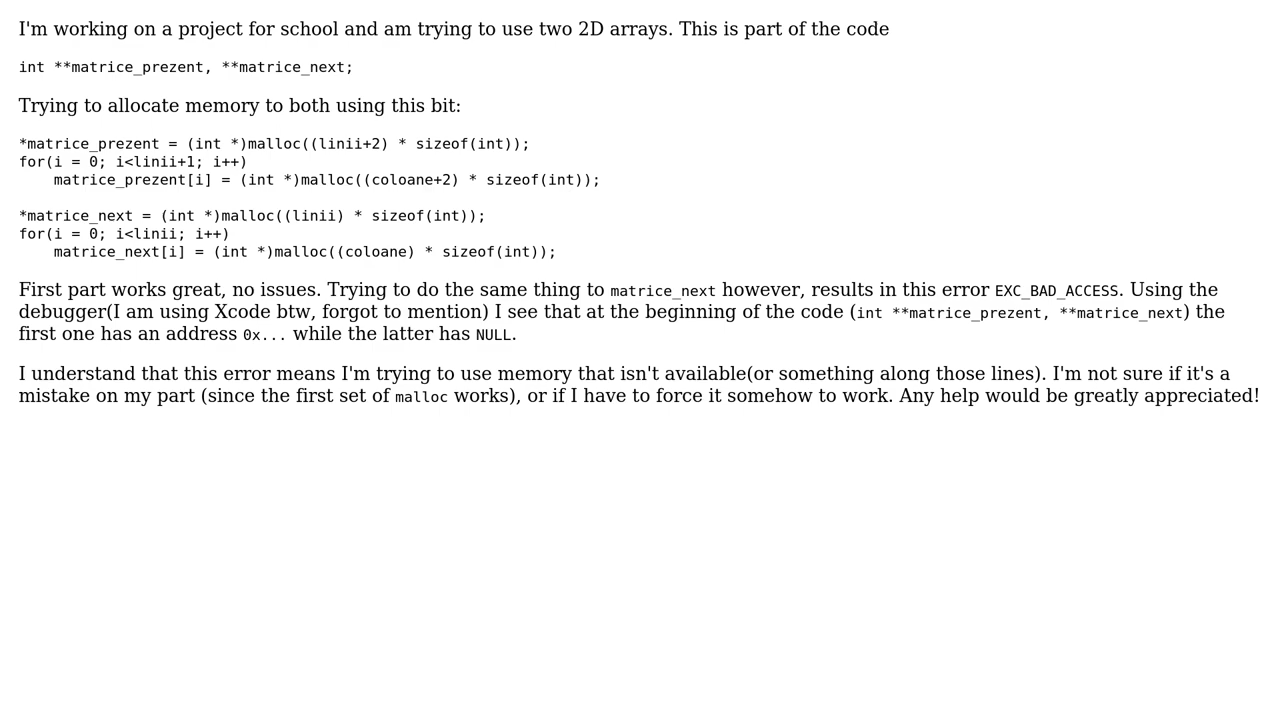 I'm working on a project for school and am trying to use two 2D arrays. This is part of the code
int **matrice_prezent, **matrice_next;
Trying to allocate memory to both using this bit:
*matrice_prezent = (int *)malloc((linii+2) * sizeof(int));
for(i = 0; i<linii+1; i++)
    matrice_prezent[i] = (int *)malloc((coloane+2) * sizeof(int));
*matrice_next = (int *)malloc((linii) * sizeof(int));
for(i = 0; i<linii; i++)
    matrice_next[i] = (int *)malloc((coloane) * sizeof(int));
First part works great, no issues. Trying to do the same thing to matrice_next however, results in this error EXC_BAD_ACCESS. Using the
debugger(I am using Xcode btw, forgot to mention) I see that at the beginning of the code (int **matrice_prezent, **matrice_next) the
first one has an address 0x... while the latter has NULL.
I understand that this error means I'm trying to use memory that isn't available(or something along those lines). I'm not sure if it's a
mistake on my part (since the first set of malloc works), or if I have to force it somehow to work. Any help would be greatly appreciated!